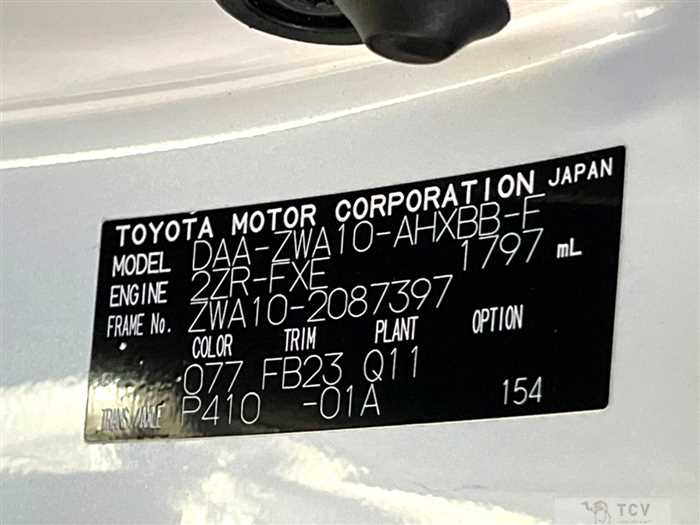 TOYOTA MOTOR CORPORATION JAPAN
MODEL DAA-ZWA10-AHXBB-F
ENGINE 2ZR-FXE 1797 mL
FRAME No. ZWA10-2087397
COLOR TRIM PLANT OPTION
077 FB23 Q11
TRANS/AXLE P410 -01A 154
TCV